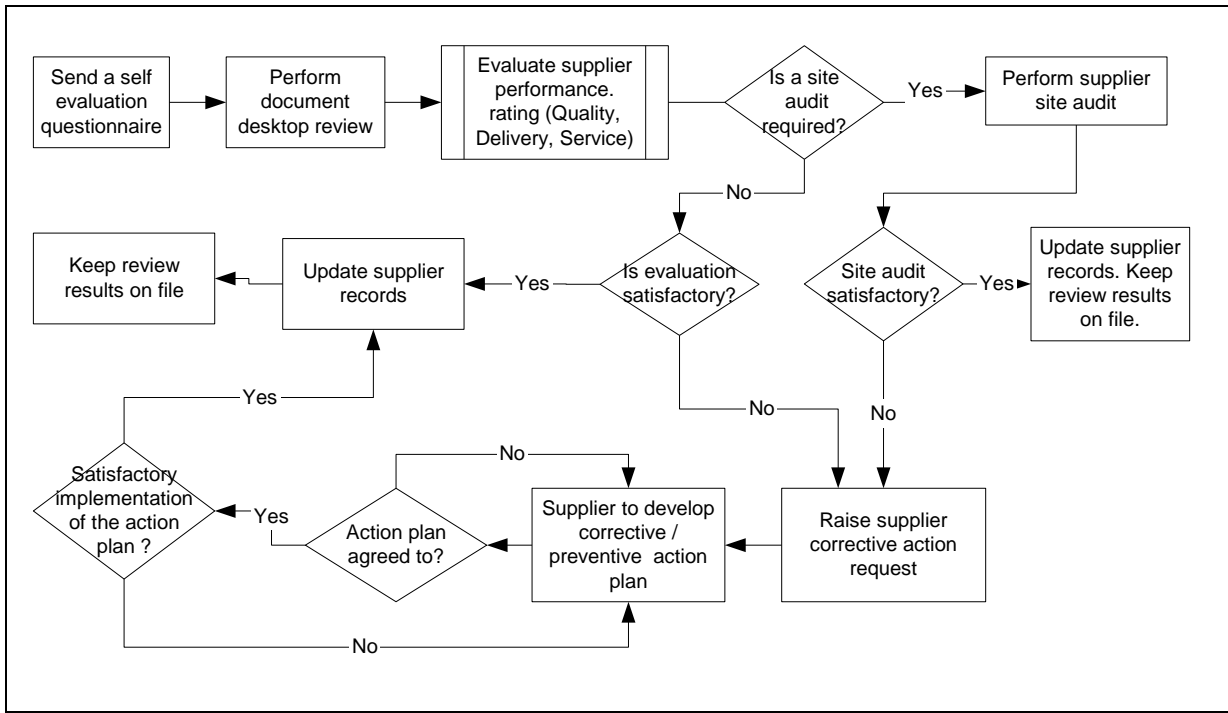 Send a self
evaluation
questionnaire
Perform
document
desktop review
Evaluate supplier
performance.
rating (Quality,
Delivery, Service)
Is a site
audit
required?
Yes
Perform supplier
site audit
No
Keep review
results on file
Update supplier
records
Yes
Is evaluation
satisfactory?
Site audit
satisfactory?
Yes
Update supplier
records. Keep
review results
on file.
Yes
No
No
Satisfactory
implementation
of the action
plan ?
Yes
Action plan
agreed to?
No
Supplier to develop
corrective /
preventive action
plan
Raise supplier
corrective action
request
No